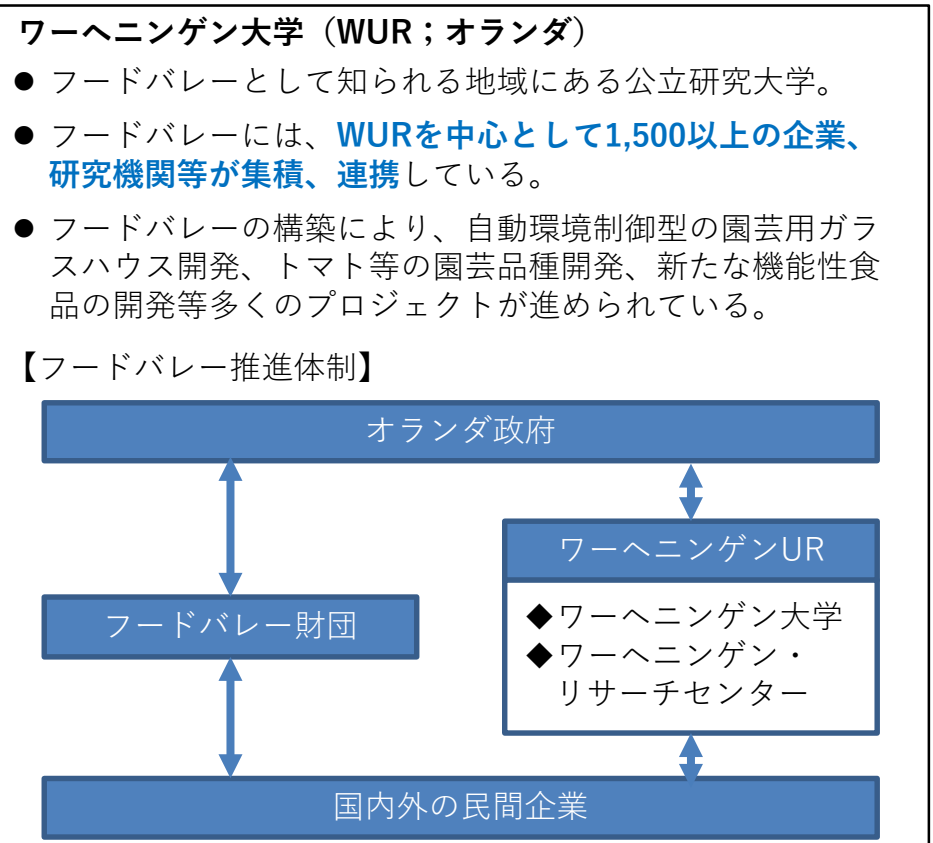 ワーへニンゲン大学（WUR；オランダ）
● フードバレーとして知られる地域にある公立研究大学。
● フードバレーには、WURを中心として1,500以上の企業、
研究機関等が集積、連携している。
● フードバレーの構築により、自動環境制御型の園芸用ガラ
スハウス開発、トマト等の園芸品種開発、新たな機能性食
品の開発等多くのプロジェクトが進められている。
【フードバレー推進体制】
オランダ政府
ワーへニンゲンUR
フードバレー財団
◆ワーへニンゲン大学
◆ワーへニンゲン・
リサーチセンター
国内外の民間企業